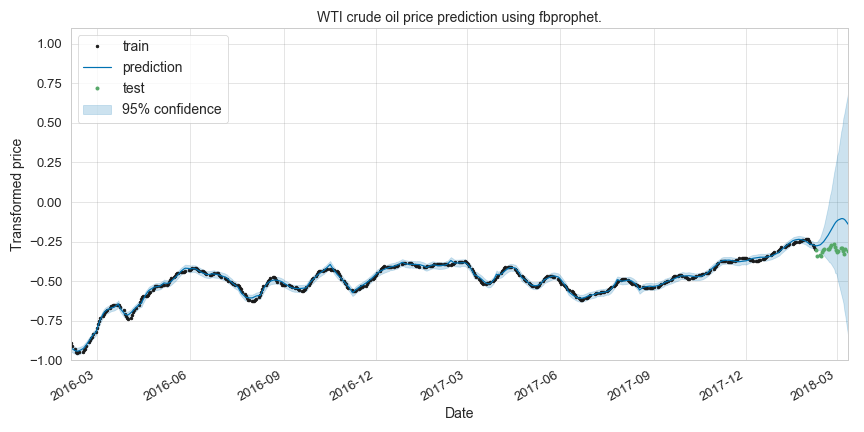 WTI crude oil price prediction using fbprophet.
train
prediction
test
95% confidence
Transformed price
1.00
0.75
0.50
0.25
0.00
−0.25
−0.50
−0.75
−1.00
2016-03
2016-06
2016-09
2016-12
2017-03
2017-06
2017-09
2017-12
2018-03
Date